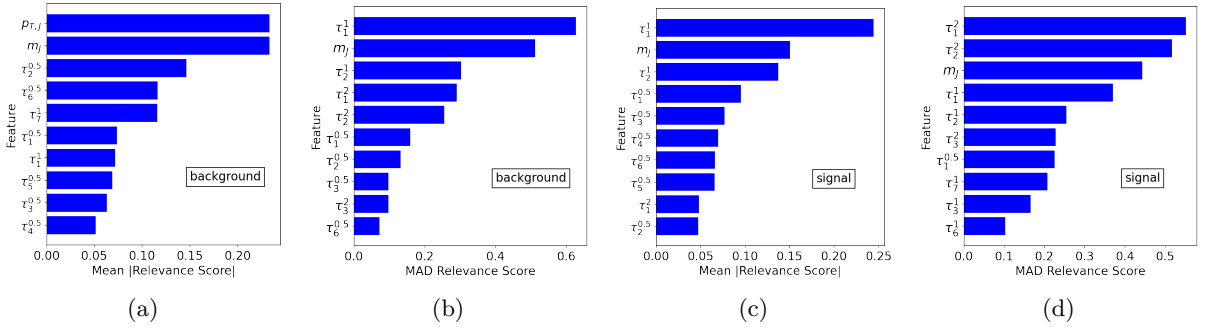 Feature
p_{T,J}
m_J
τ_2^{0.5}
τ_6^{0.5}
τ_7^1
τ_1^{0.5}
τ_1^1
τ_5^{0.5}
τ_3^{0.5}
τ_4^{0.5}
background
0.00 0.05 0.10 0.15 0.20
Mean |Relevance Score|
(a)
Feature
τ_1^1
m_J
τ_2^1
τ_1^2
τ_2^2
τ_1^{0.5}
τ_2^{0.5}
τ_3^{0.5}
τ_3^2
τ_6^{0.5}
background
0.0 0.2 0.4 0.6
MAD Relevance Score
(b)
Feature
τ_1^1
m_J
τ_2^1
τ_1^{0.5}
τ_3^{0.5}
τ_4^{0.5}
τ_6^{0.5}
τ_5^{0.5}
τ_1^2
τ_2^{0.5}
signal
0.00 0.05 0.10 0.15 0.20 0.25
Mean |Relevance Score|
(c)
Feature
τ_1^2
τ_2^2
m_J
τ_1^1
τ_2^1
τ_3^2
τ_1^{0.5}
τ_7^1
τ_3^1
τ_6^1
signal
0.0 0.1 0.2 0.3 0.4 0.5
MAD Relevance Score
(d)